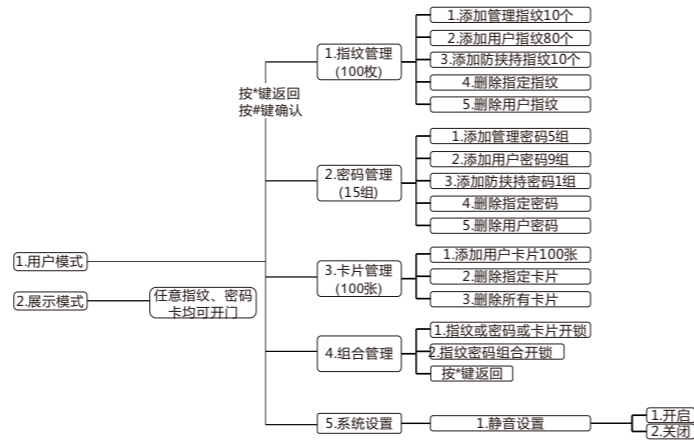 1.用户模式
2.展示模式
任意指纹、密码
卡均可开门
按*键返回
按#键确认
1.指纹管理
(100枚)
1.添加管理指纹10个
2.添加用户指纹80个
3.添加防挟持指纹10个
4.删除指定指纹
5.删除用户指纹
2.密码管理
(15组)
1.添加管理密码5组
2.添加用户密码9组
3.添加防挟持密码1组
4.删除指定密码
5.删除用户密码
3.卡片管理
(100张)
1.添加用户卡片100张
2.删除指定卡片
3.删除所有卡片
4.组合管理
1.指纹或密码或卡片开锁
2.指纹密码组合开锁
按*键返回
5.系统设置
1.静音设置
1.开启
2.关闭